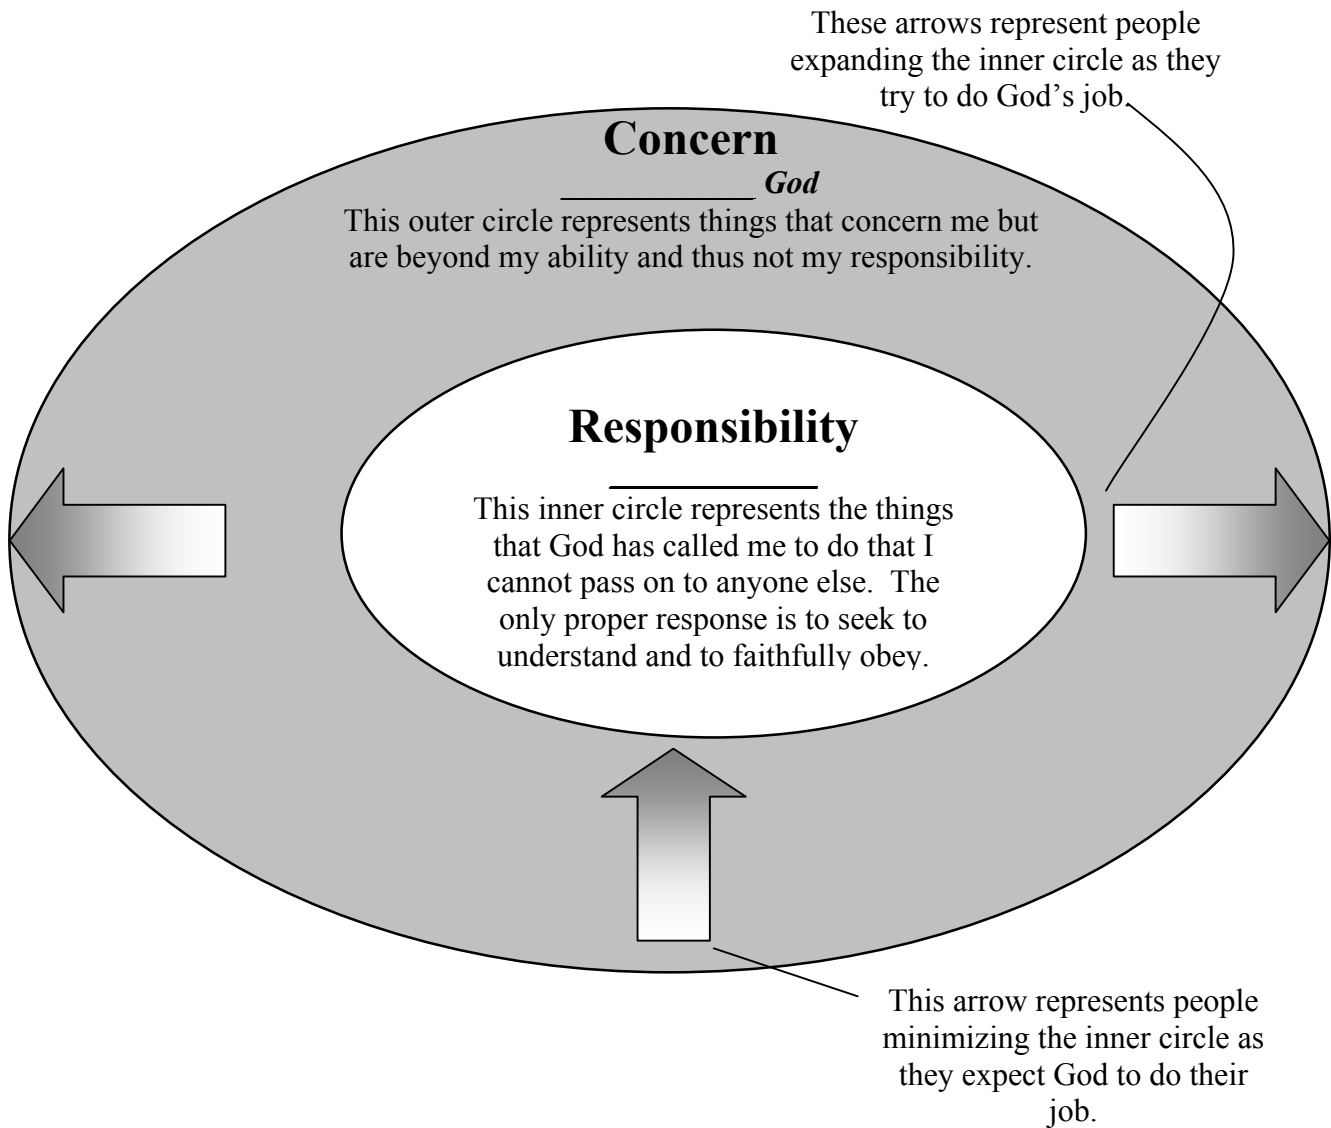 These arrows represent people
expanding the inner circle as they
try to do God’s job.
Concern
____________ God
This outer circle represents things that concern me but
are beyond my ability and thus not my responsibility.
Responsibility
_____________
This inner circle represents the things
that God has called me to do that I
cannot pass on to anyone else.  The
only proper response is to seek to
understand and to faithfully obey.
This arrow represents people
minimizing the inner circle as
they expect God to do their
job.